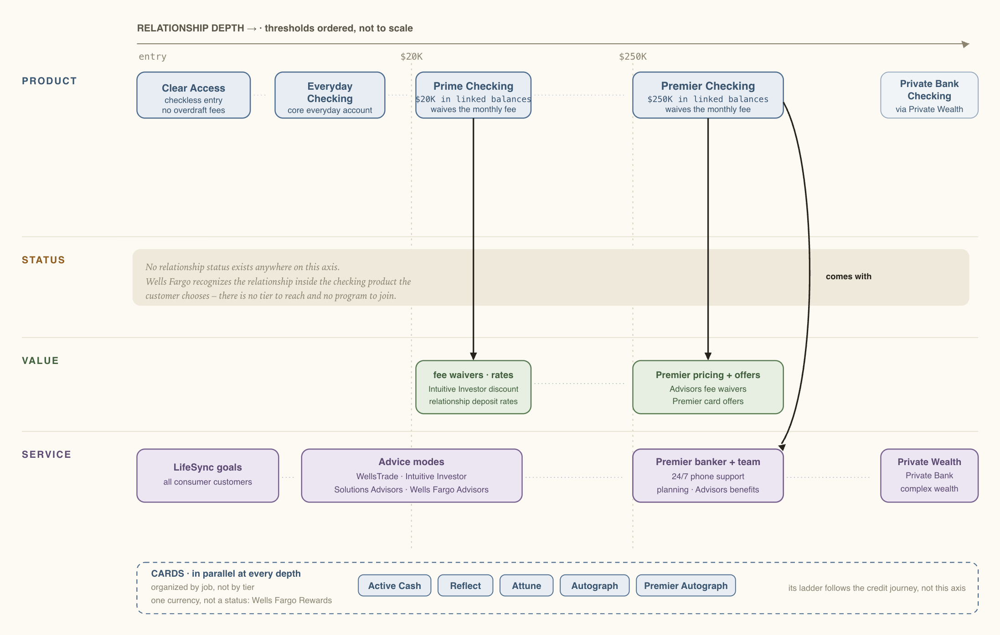 RELATIONSHIP DEPTH → · thresholds ordered, not to scale
entry
$20K
$250K
PRODUCT
Clear Access
checkless entry
no overdraft fees
Everyday
Checking
core everyday account
Prime Checking
$20K in linked balances
waives the monthly fee
Premier Checking
$250K in linked balances
waives the monthly fee
Private Bank
Checking
via Private Wealth
STATUS
No relationship status exists anywhere on this axis.
Wells Fargo recognizes the relationship inside the checking product the
customer chooses – there is no tier to reach and no program to join.
comes with
VALUE
fee waivers · rates
Intuitive Investor discount
relationship deposit rates
Premier pricing + offers
Advisors fee waivers
Premier card offers
SERVICE
LifeSync goals
all consumer customers
Advice modes
WellsTrade · Intuitive Investor
Solutions Advisors · Wells Fargo Advisors
Premier banker + team
24/7 phone support
planning · Advisors benefits
Private Wealth
Private Bank
complex wealth
CARDS · in parallel at every depth
organized by job, not by tier
one currency, not a status: Wells Fargo Rewards
Active Cash
Reflect
Attune
Autograph
Premier Autograph
its ladder follows the credit journey, not this axis